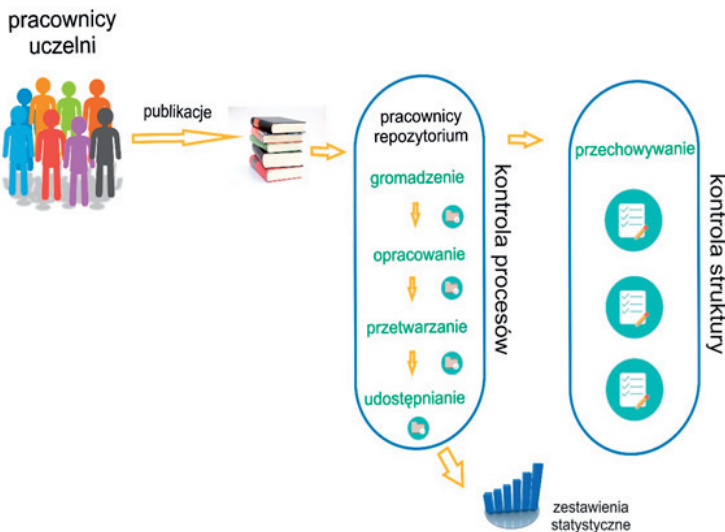 pracownicy
uczelni
publikacje
pracownicy
repozytorium
gromadzenie
opracowanie
przetwarzanie
udostępnianie
kontrola procesów
przechowywanie
kontrola struktury
zestawienia
statystyczne